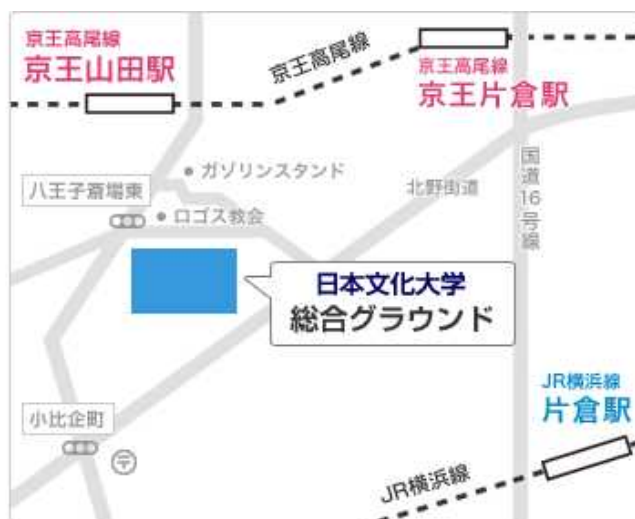 京王高尾線
京王山田駅
京王高尾線
京王高尾線
京王片倉駅
ガソリンスタンド
八王子斎場東
ロゴス教会
北野街道
国道16号線
日本文化大学
総合グラウンド
JR横浜線
片倉駅
小比企町
〒
JR横浜線